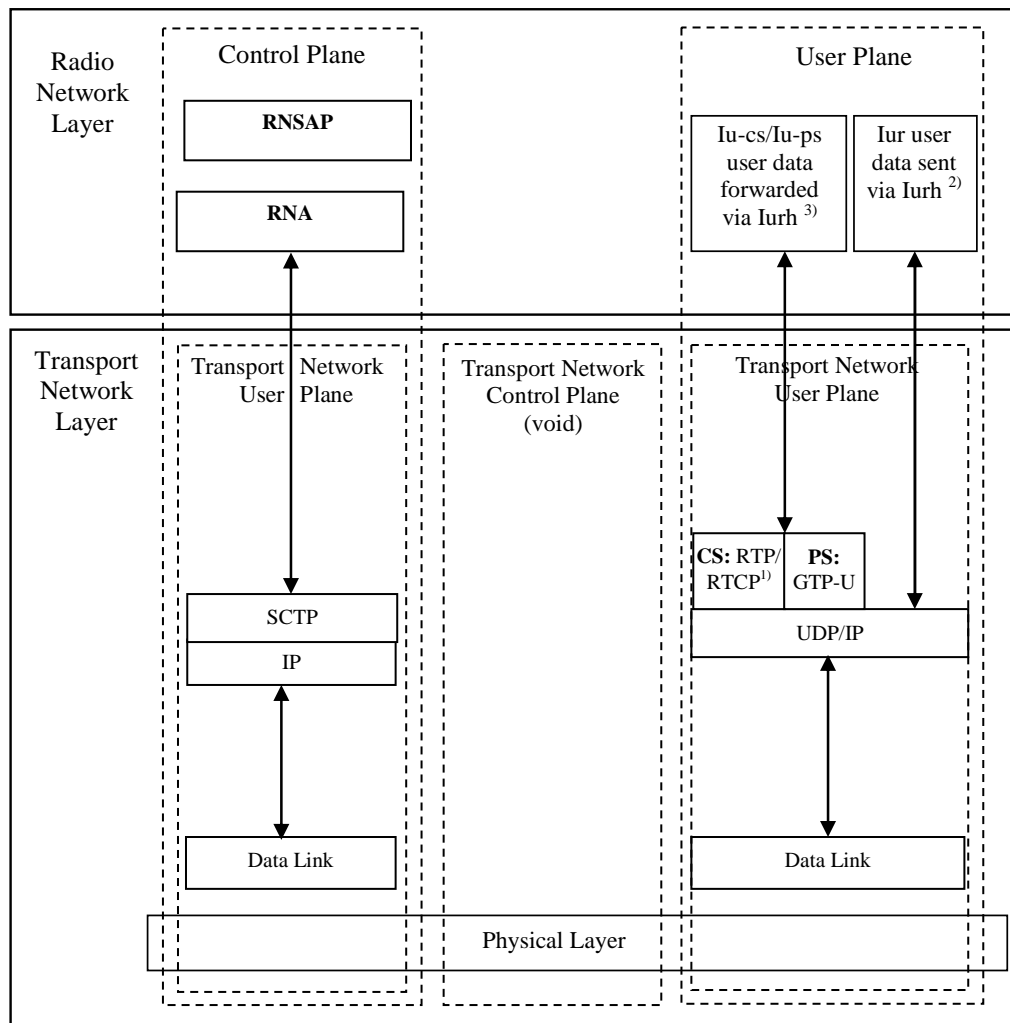 Radio
Network
Layer
Control Plane
RNSAP
RNA
User Plane
Iu-cs/Iu-ps
user data
forwarded
via Iurh 3)
Iur user
data sent
via Iurh 2)
Transport
Network
Layer
Transport Network
User Plane
Transport Network
Control Plane
(void)
Transport Network
User Plane
SCTP
IP
Data Link
CS: RTP/
RTCP1)
PS:
GTP-U
UDP/IP
Data Link
Physical Layer